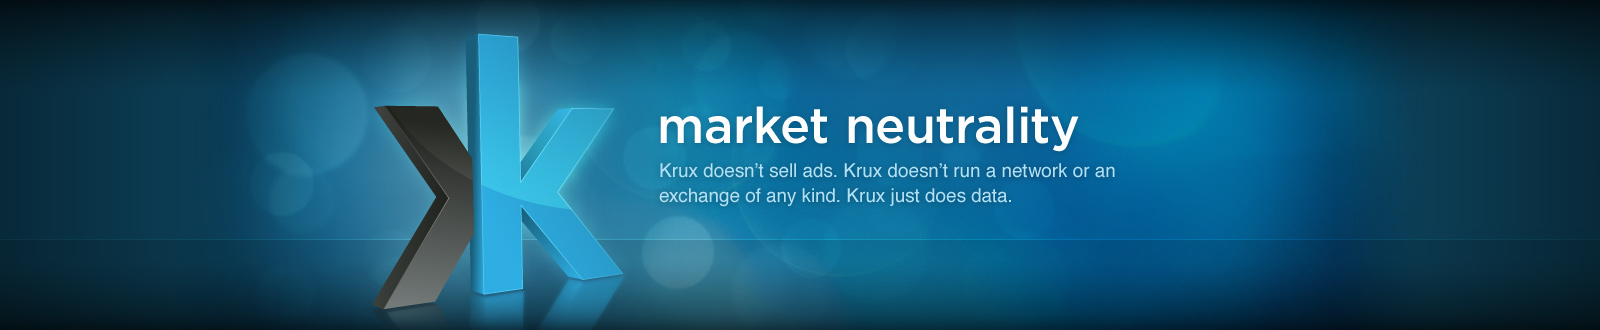 k
market neutrality
Krux doesn't sell ads. Krux doesn't run a network or an
exchange of any kind. Krux just does data.